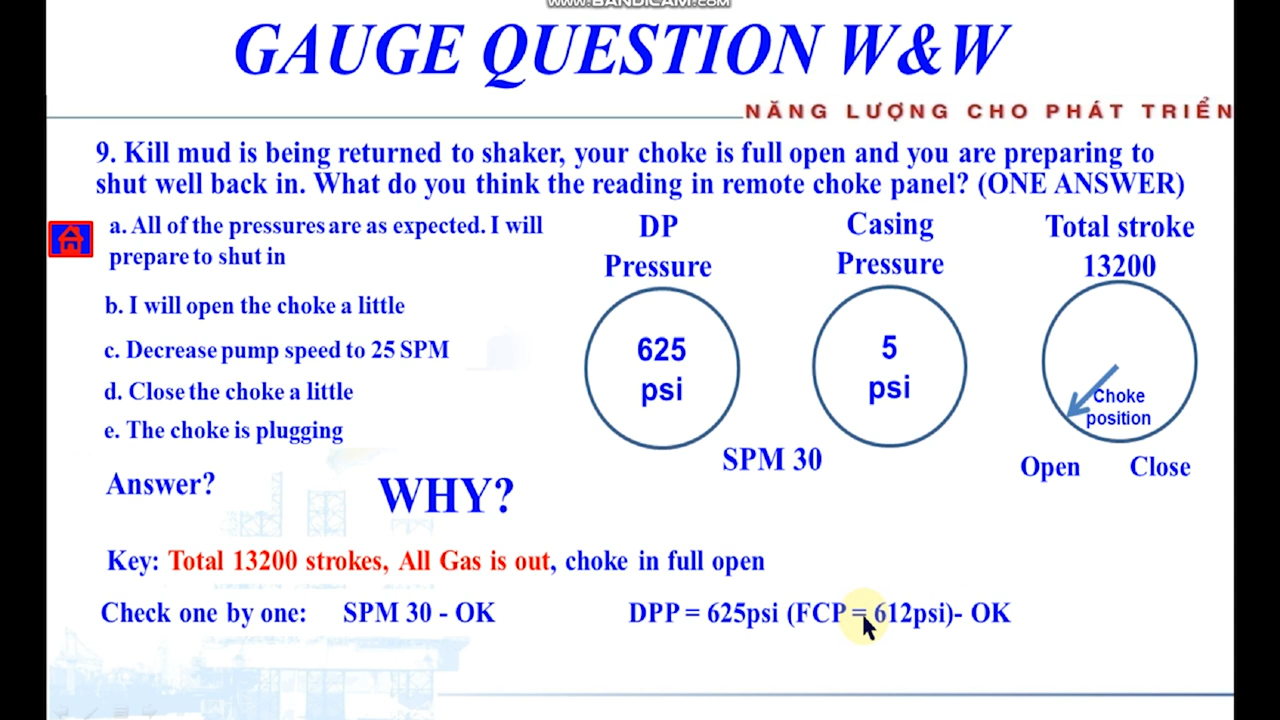 WWW.BANDICAM.COM
GAUGE QUESTION W&W
NĂNG LƯỢNG CHO PHÁT TRIỂN
9. Kill mud is being returned to shaker, your choke is full open and you are preparing to
shut well back in. What do you think the reading in remote choke panel? (ONE ANSWER)
a. All of the pressures are as expected. I will
prepare to shut in
b. I will open the choke a little
c. Decrease pump speed to 25 SPM
d. Close the choke a little
e. The choke is plugging
DP
Pressure
625
psi
Casing
Pressure
5
psi
SPM 30
Total stroke
13200
Choke
position
Open Close
Answer? WHY?
Key: Total 13200 strokes, All Gas is out, choke in full open
Check one by one: SPM 30 - OK DPP = 625psi (FCP = 612psi)- OK